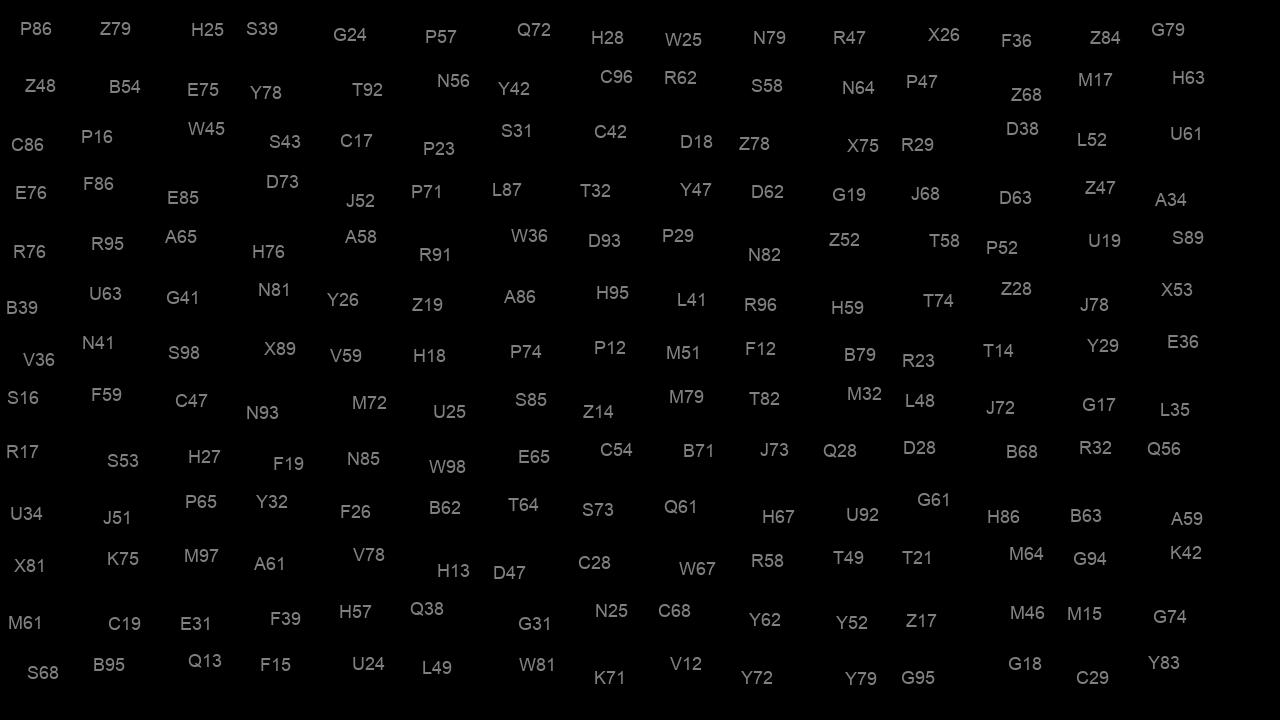 P86 Z79 H25 S39 G24 P57 Q72 H28 W25 N79 R47 X26 F36 Z84 G79
Z48 B54 E75 Y78 T92 N56 Y42 C96 R62 S58 N64 P47 Z68 M17 H63
C86 P16 W45 S43 C17 P23 S31 C42 D18 Z78 X75 R29 D38 L52 U61
E76 F86 E85 D73 J52 P71 L87 T32 Y47 D62 G19 J68 D63 Z47 A34
R76 R95 A65 H76 A58 R91 W36 D93 P29 N82 Z52 T58 P52 U19 S89
B39 U63 G41 N81 Y26 Z19 A86 H95 L41 R96 H59 T74 Z28 J78 X53
V36 N41 S98 X89 V59 H18 P74 P12 M51 F12 B79 R23 T14 Y29 E36
S16 F59 C47 N93 M72 U25 S85 Z14 M79 T82 M32 L48 J72 G17 L35
R17 S53 H27 F19 N85 W98 E65 C54 B71 J73 Q28 D28 B68 R32 Q56
U34 J51 P65 Y32 F26 B62 T64 S73 Q61 H67 U92 G61 H86 B63 A59
X81 K75 M97 A61 V78 H13 D47 C28 W67 R58 T49 T21 M64 G94 K42
M61 C19 E31 F39 H57 Q38 G31 N25 C68 Y62 Y52 Z17 M46 M15 G74
S68 B95 Q13 F15 U24 L49 W81 K71 V12 Y72 Y79 G95 G18 C29 Y83